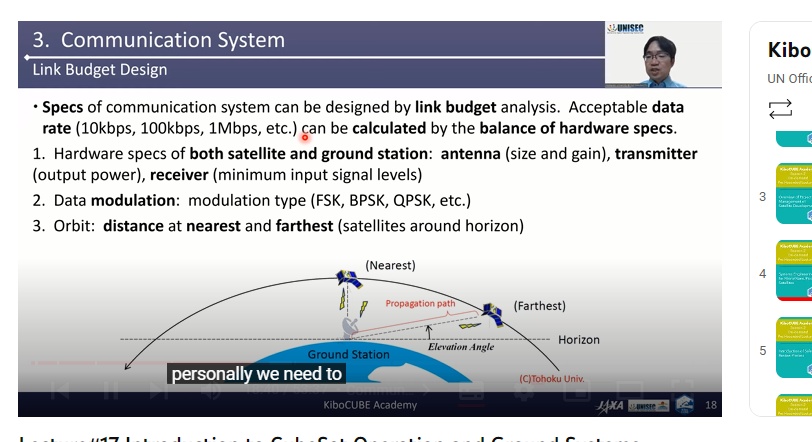 3. Communication System
UNISEC
Link Budget Design
・Specs of communication system can be designed by link budget analysis. Acceptable data
rate (10kbps, 100kbps, 1Mbps, etc.) can be calculated by the balance of hardware specs.
1. Hardware specs of both satellite and ground station: antenna (size and gain), transmitter
(output power), receiver (minimum input signal levels)
2. Data modulation: modulation type (FSK, BPSK, QPSK, etc.)
3. Orbit: distance at nearest and farthest (satellites around horizon)
(Nearest)
Propagation path
(Farthest)
Horizon
Elevation Angle
Ground Station
personally we need to
(C)Tohoku Univ.
KiboCUBE Academy
JAXA
UNISEC
18
Kibo
UN Offi
3
4
5